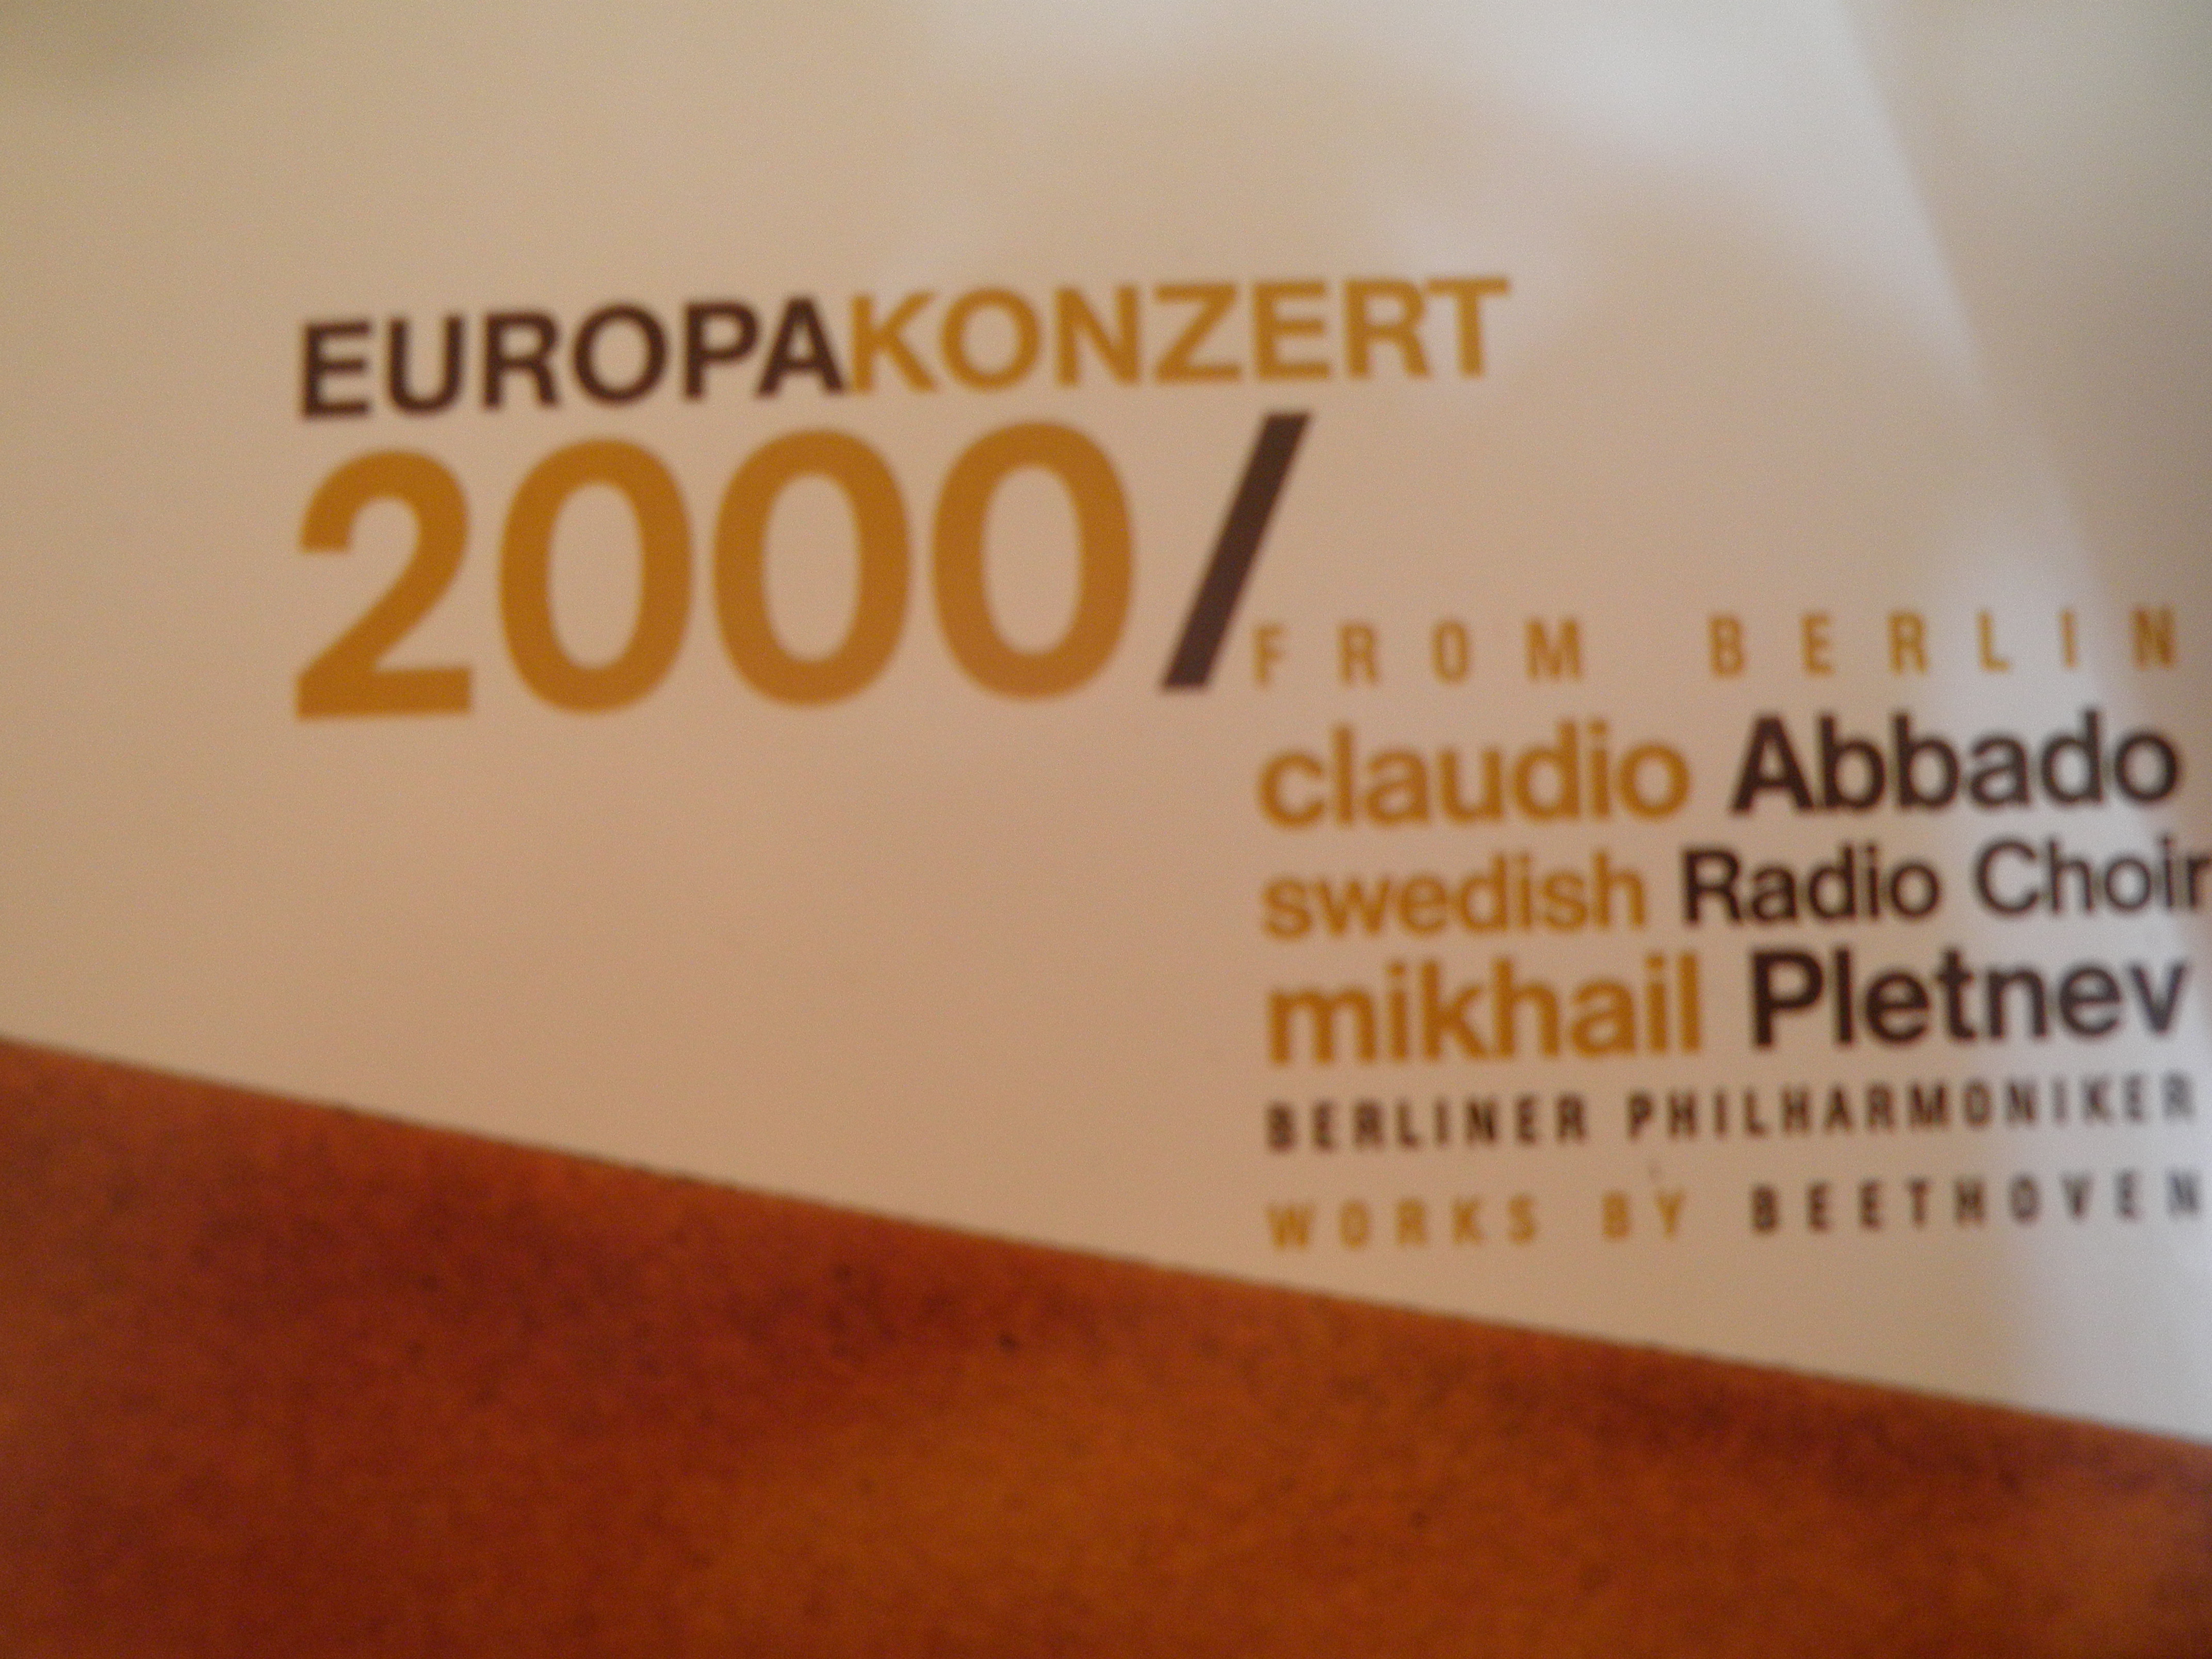 EUROPAKONZERT
2000/
FROM BERLIN
claudio Abbado
swedish Radio Choir
mikhail Pletnev
BERLINER PHILHARMONIKER
WORKS BY BEETHOVEN